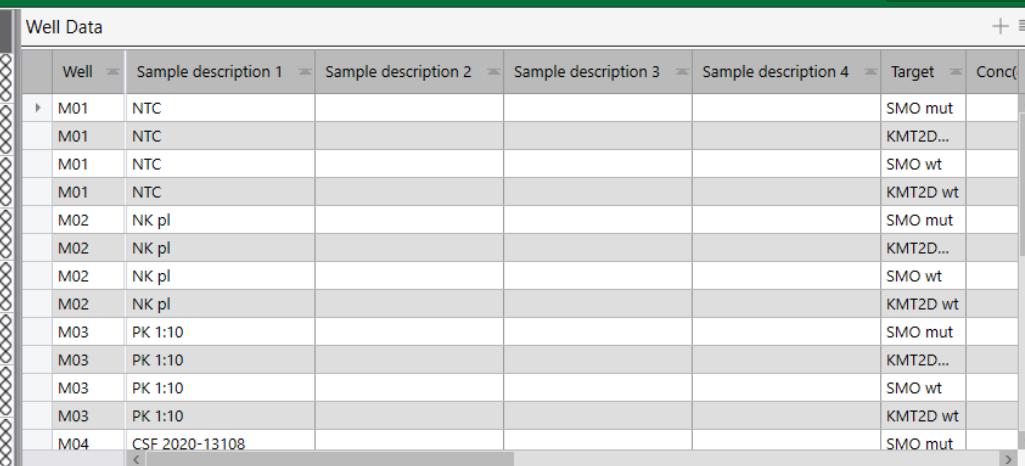 Well Data
Well Sample description 1 Sample description 2 Sample description 3 Sample description 4 Target Conc(
M01 NTC SMO mut
M01 NTC KMT2D...
M01 NTC SMO wt
M01 NTC KMT2D wt
M02 NK pl SMO mut
M02 NK pl KMT2D...
M02 NK pl SMO wt
M02 NK pl KMT2D wt
M03 PK 1:10 SMO mut
M03 PK 1:10 KMT2D...
M03 PK 1:10 SMO wt
M03 PK 1:10 KMT2D wt
M04 CSF 2020-13108 SMO mut